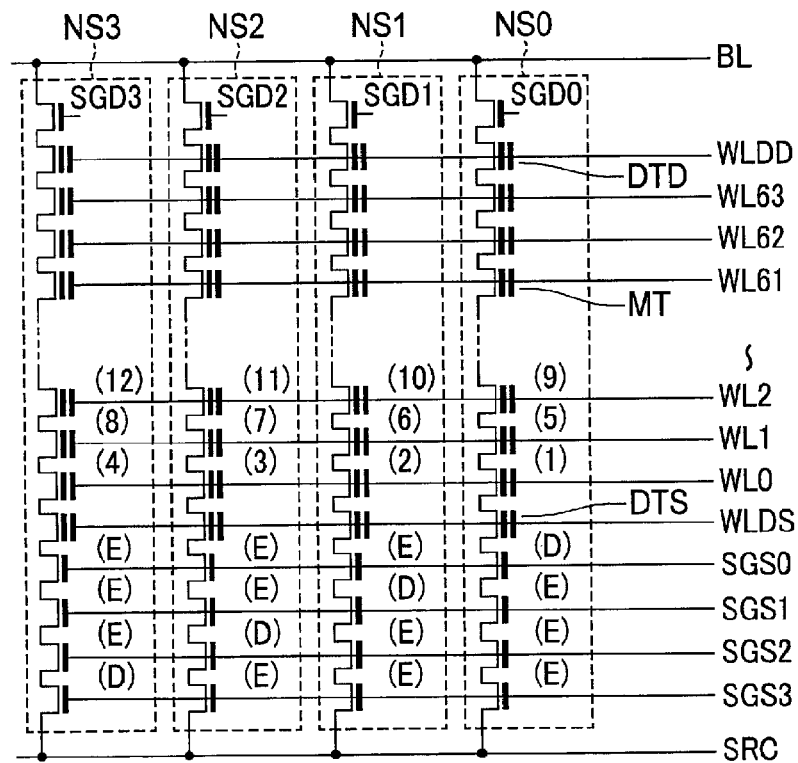 NS3 NS2 NS1 NS0
BL
SGD3 SGD2 SGD1 SGD0
WLDD
DTD
WL63
WL62
WL61
MT
(12) (11) (10) (9)
WL2
(8) (7) (6) (5)
WL1
(4) (3) (2) (1)
WL0
DTS
WLDS
(E) (E) (E) (D)
SGS0
(E) (E) (D) (E)
SGS1
(E) (D) (E) (E)
SGS2
(D) (E) (E) (E)
SGS3
SRC